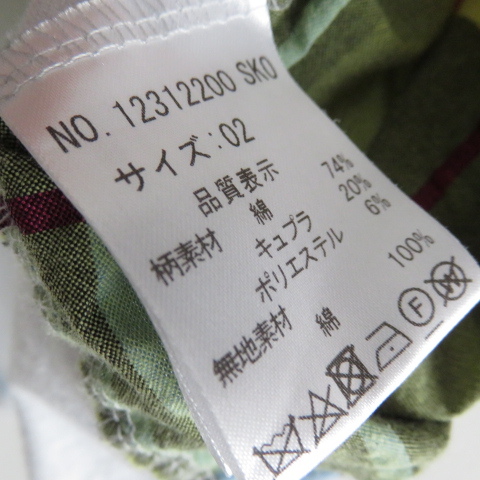 NO. 12312200 SKO
サイズ:02
品質表示
柄素材 綿 74%
キュプラ 20%
ポリエステル 6%
無地素材 綿 100%
F